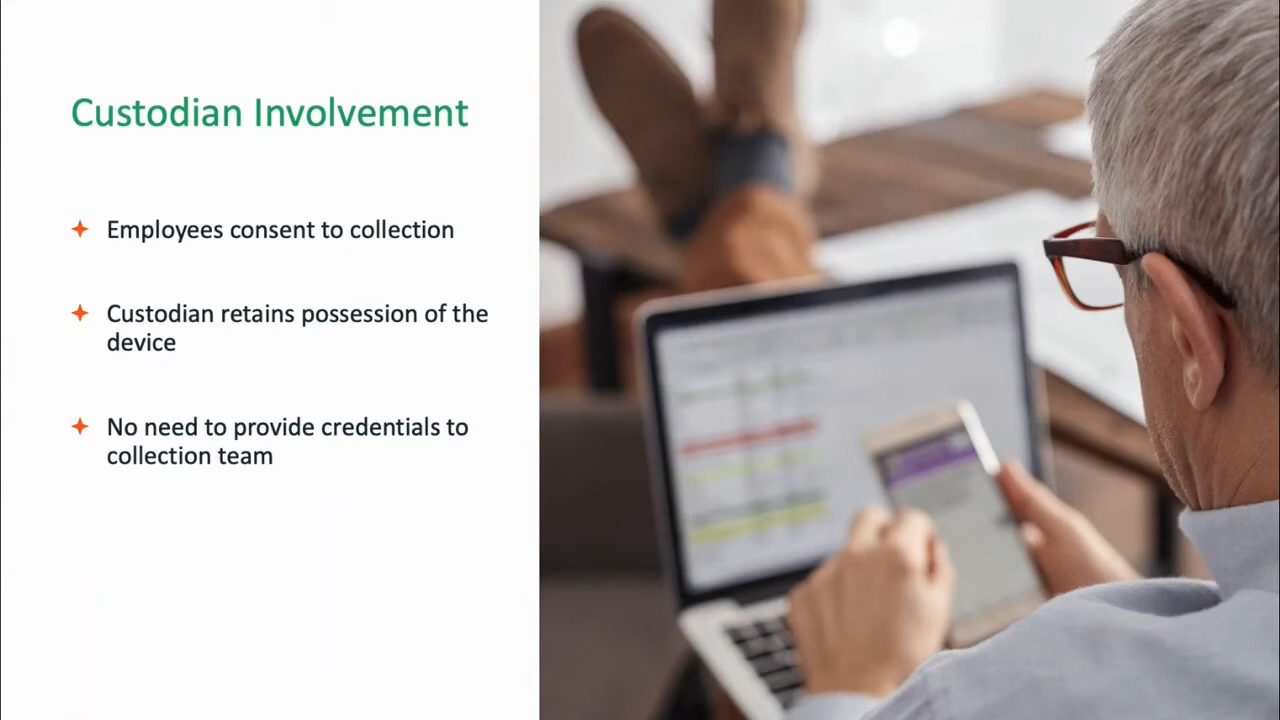 Custodian Involvement
Employees consent to collection
Custodian retains possession of the
device
No need to provide credentials to
collection team